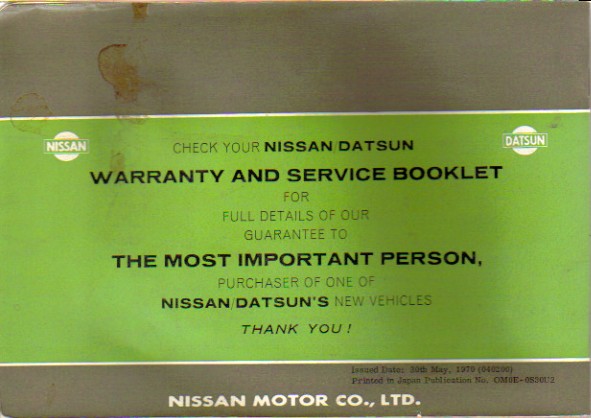 NISSAN
DATSUN
CHECK YOUR NISSAN/DATSUN
WARRANTY AND SERVICE BOOKLET
FOR
FULL DETAILS OF OUR
GUARANTEE TO
THE MOST IMPORTANT PERSON,
PURCHASER OF ONE OF
NISSAN/DATSUN'S NEW VEHICLES
THANK YOU!
Issued Date: 30th May, 1970
Printed in Japan Publication No.
NISSAN MOTOR CO., LTD.